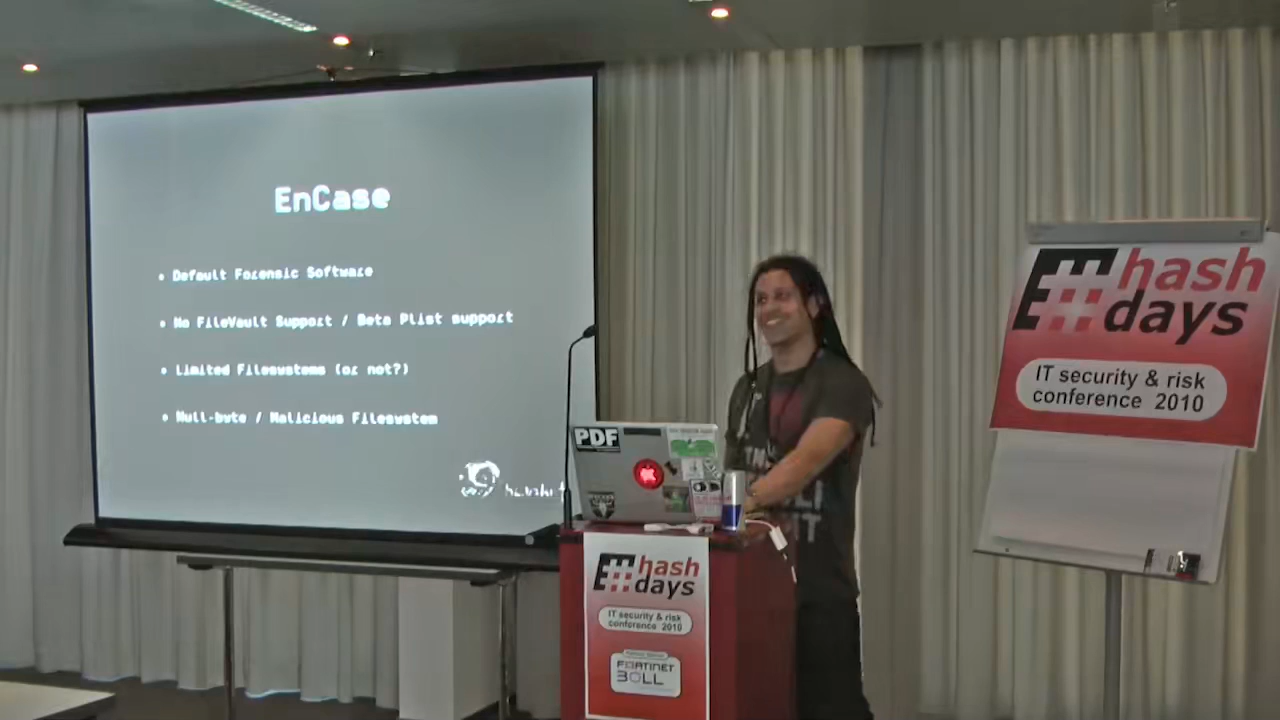 EnCase
• Default Forensic Software
• No FileVault Support / Beta Plist support
• Limited Filesystems (or not?)
• Null-byte / Malicious Filesystem
hash
days
IT security & risk
conference 2010
PDF
hash
days
IT security & risk
conference 2010
FORTINET
BOLL